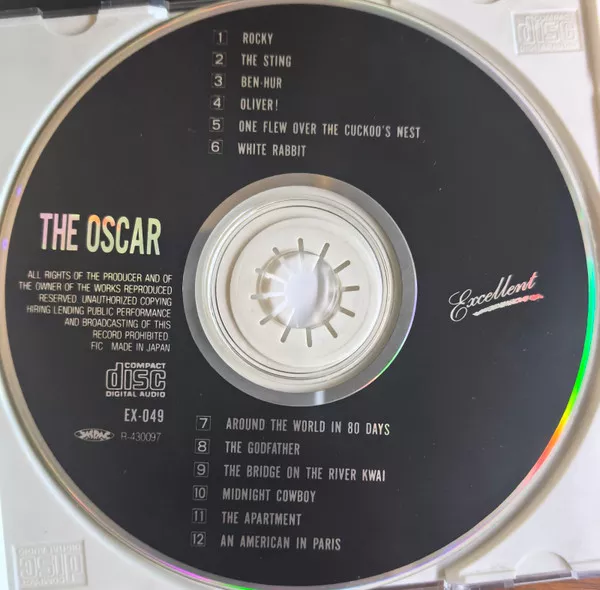 1 ROCKY
2 THE STING
3 BEN-HUR
4 OLIVER!
5 ONE FLEW OVER THE CUCKOO'S NEST
6 WHITE RABBIT
THE OSCAR
ALL RIGHTS OF THE PRODUCER AND OF
THE OWNER OF THE WORKS REPRODUCED
RESERVED. UNAUTHORIZED COPYING
HIRING LENDING PUBLIC PERFORMANCE
AND BROADCASTING OF THIS
RECORD PROHIBITED.
FIC MADE IN JAPAN
COMPACT
disc
DIGITAL AUDIO
EX-049
R-430097
Excellent
7 AROUND THE WORLD IN 80 DAYS
8 THE GODFATHER
9 THE BRIDGE ON THE RIVER KWAI
10 MIDNIGHT COWBOY
11 THE APARTMENT
12 AN AMERICAN IN PARIS
COMPACT
disc